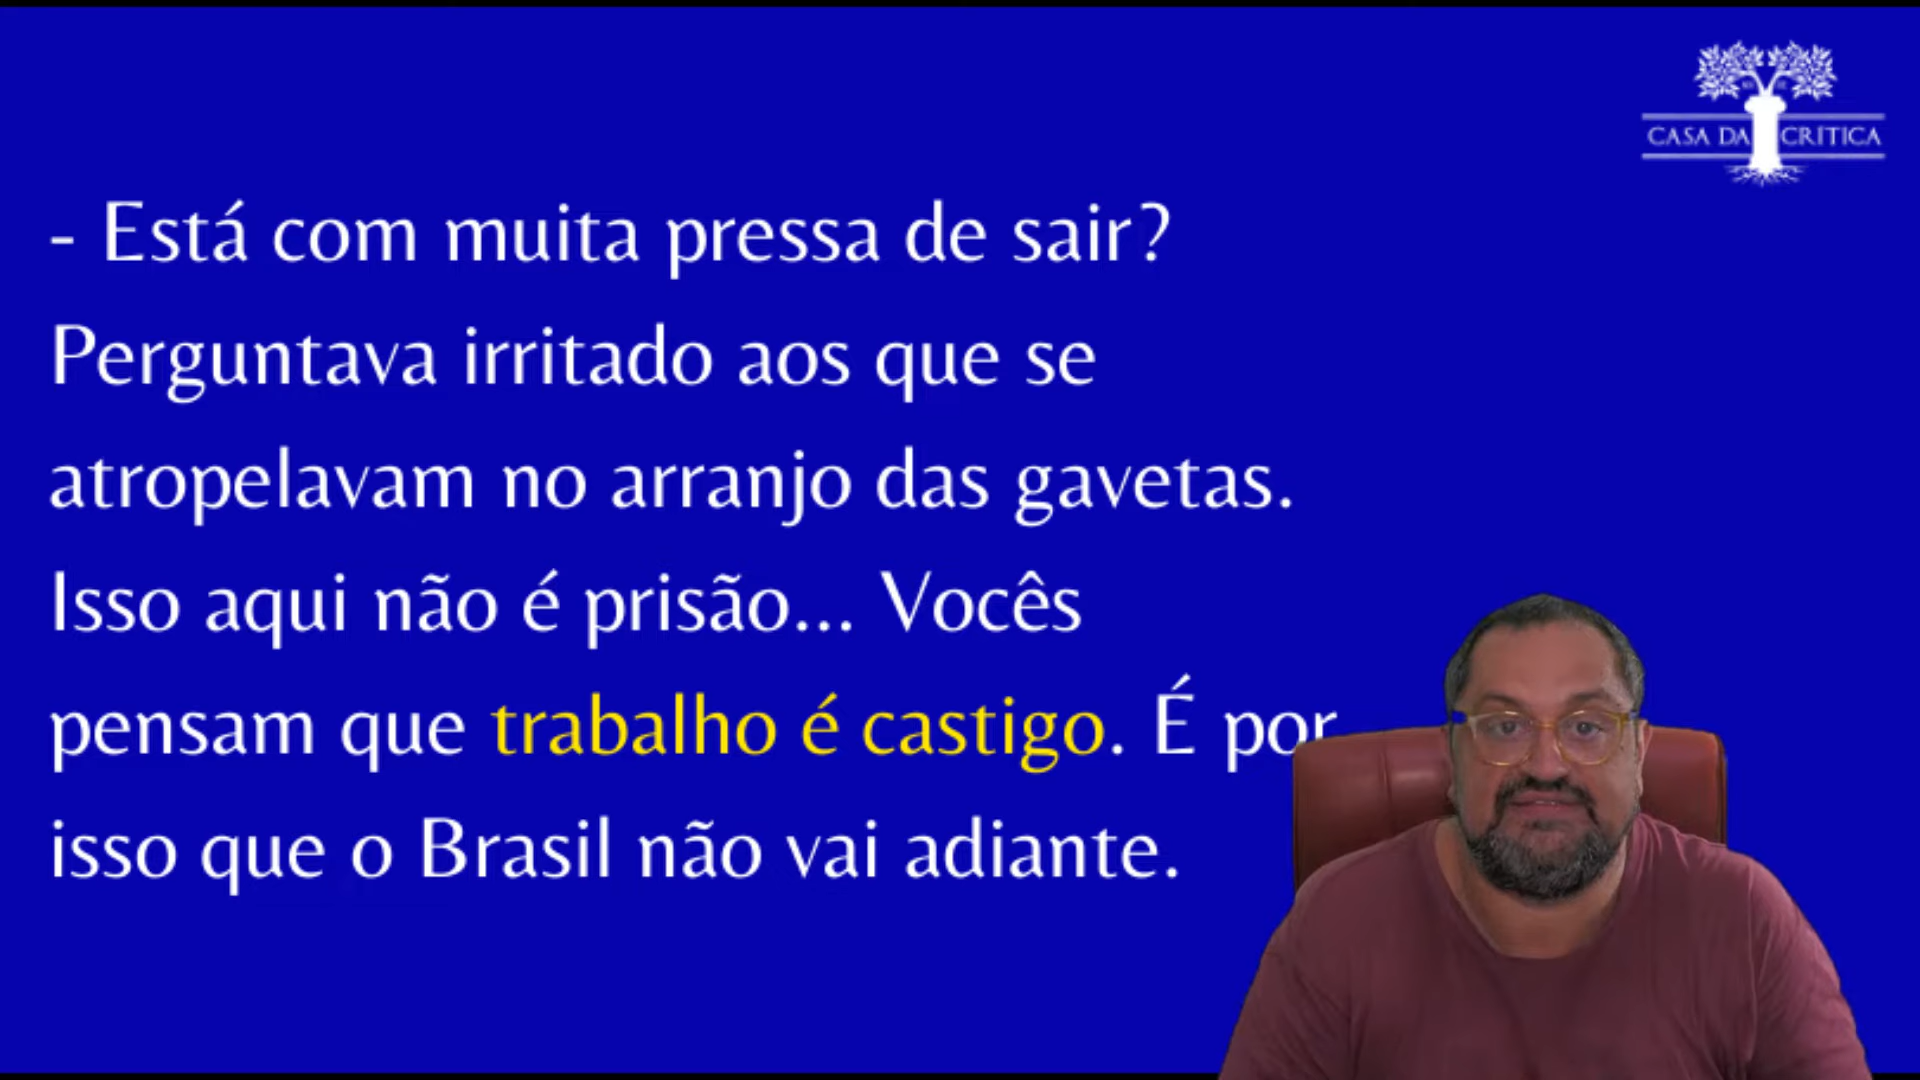 CASA DA CRÍTICA
- Está com muita pressa de sair?
Perguntava irritado aos que se
atropelavam no arranjo das gavetas.
Isso aqui não é prisão... Vocês
pensam que trabalho é castigo. É por
isso que o Brasil não vai adiante.